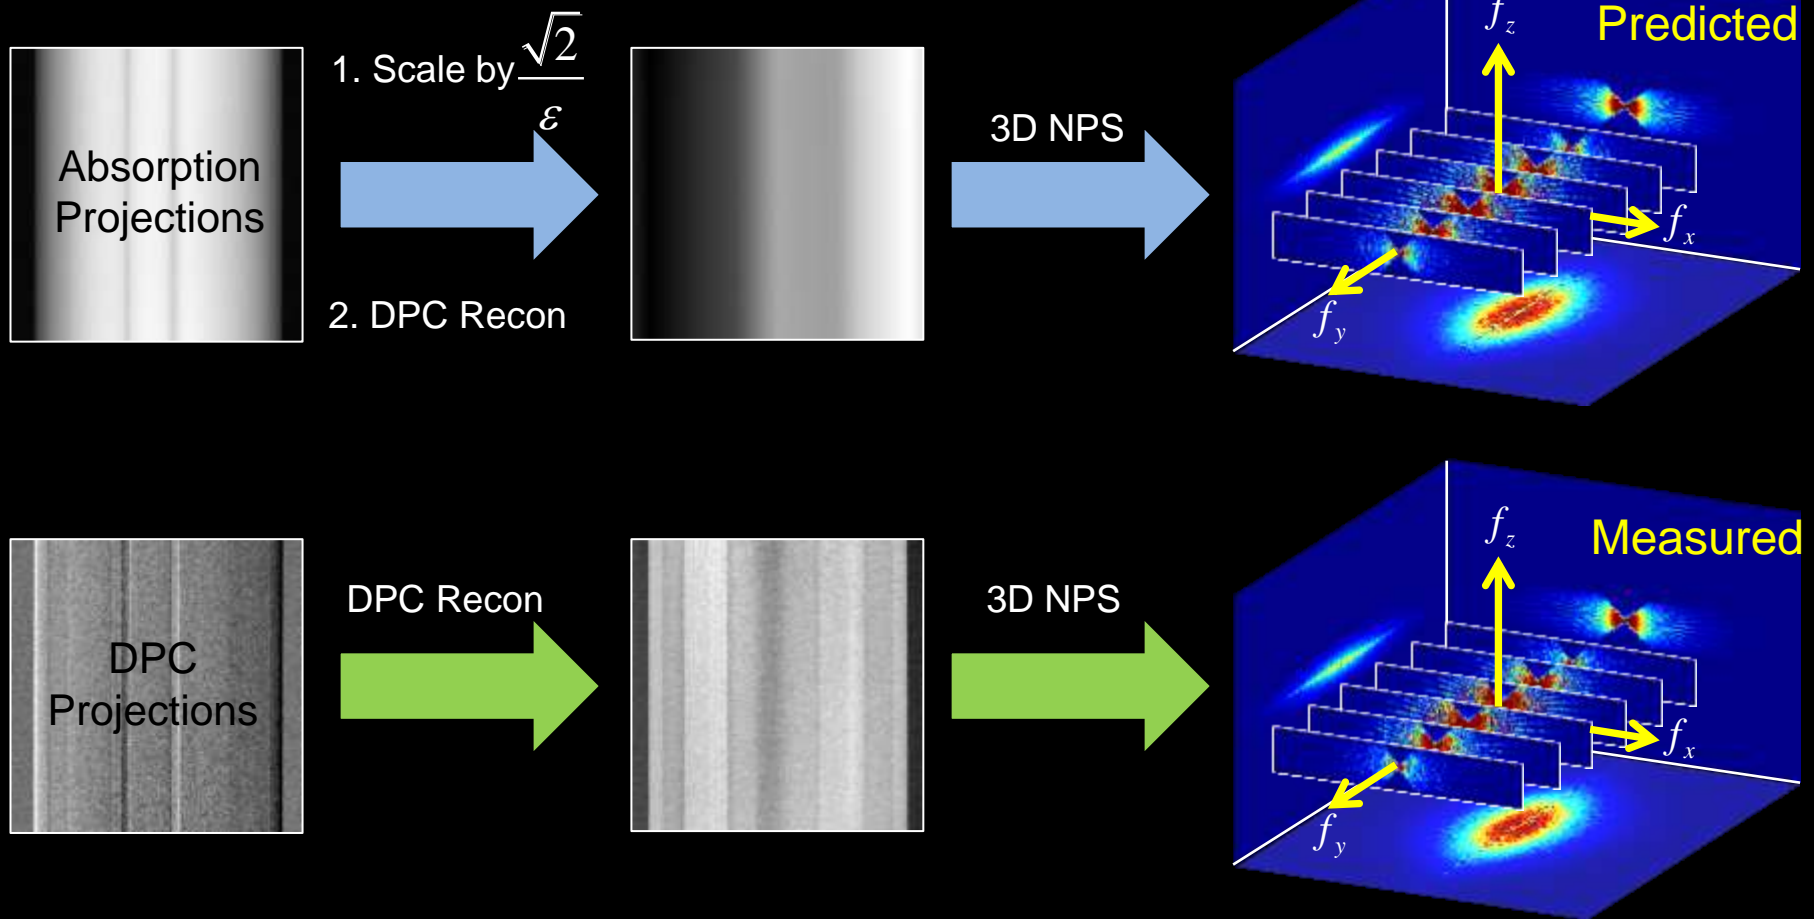 Absorption
Projections
1. Scale by √2/ε
2. DPC Recon
3D NPS
Predicted
f_z
f_x
f_y
DPC
Projections
DPC Recon
3D NPS
Measured
f_z
f_x
f_y